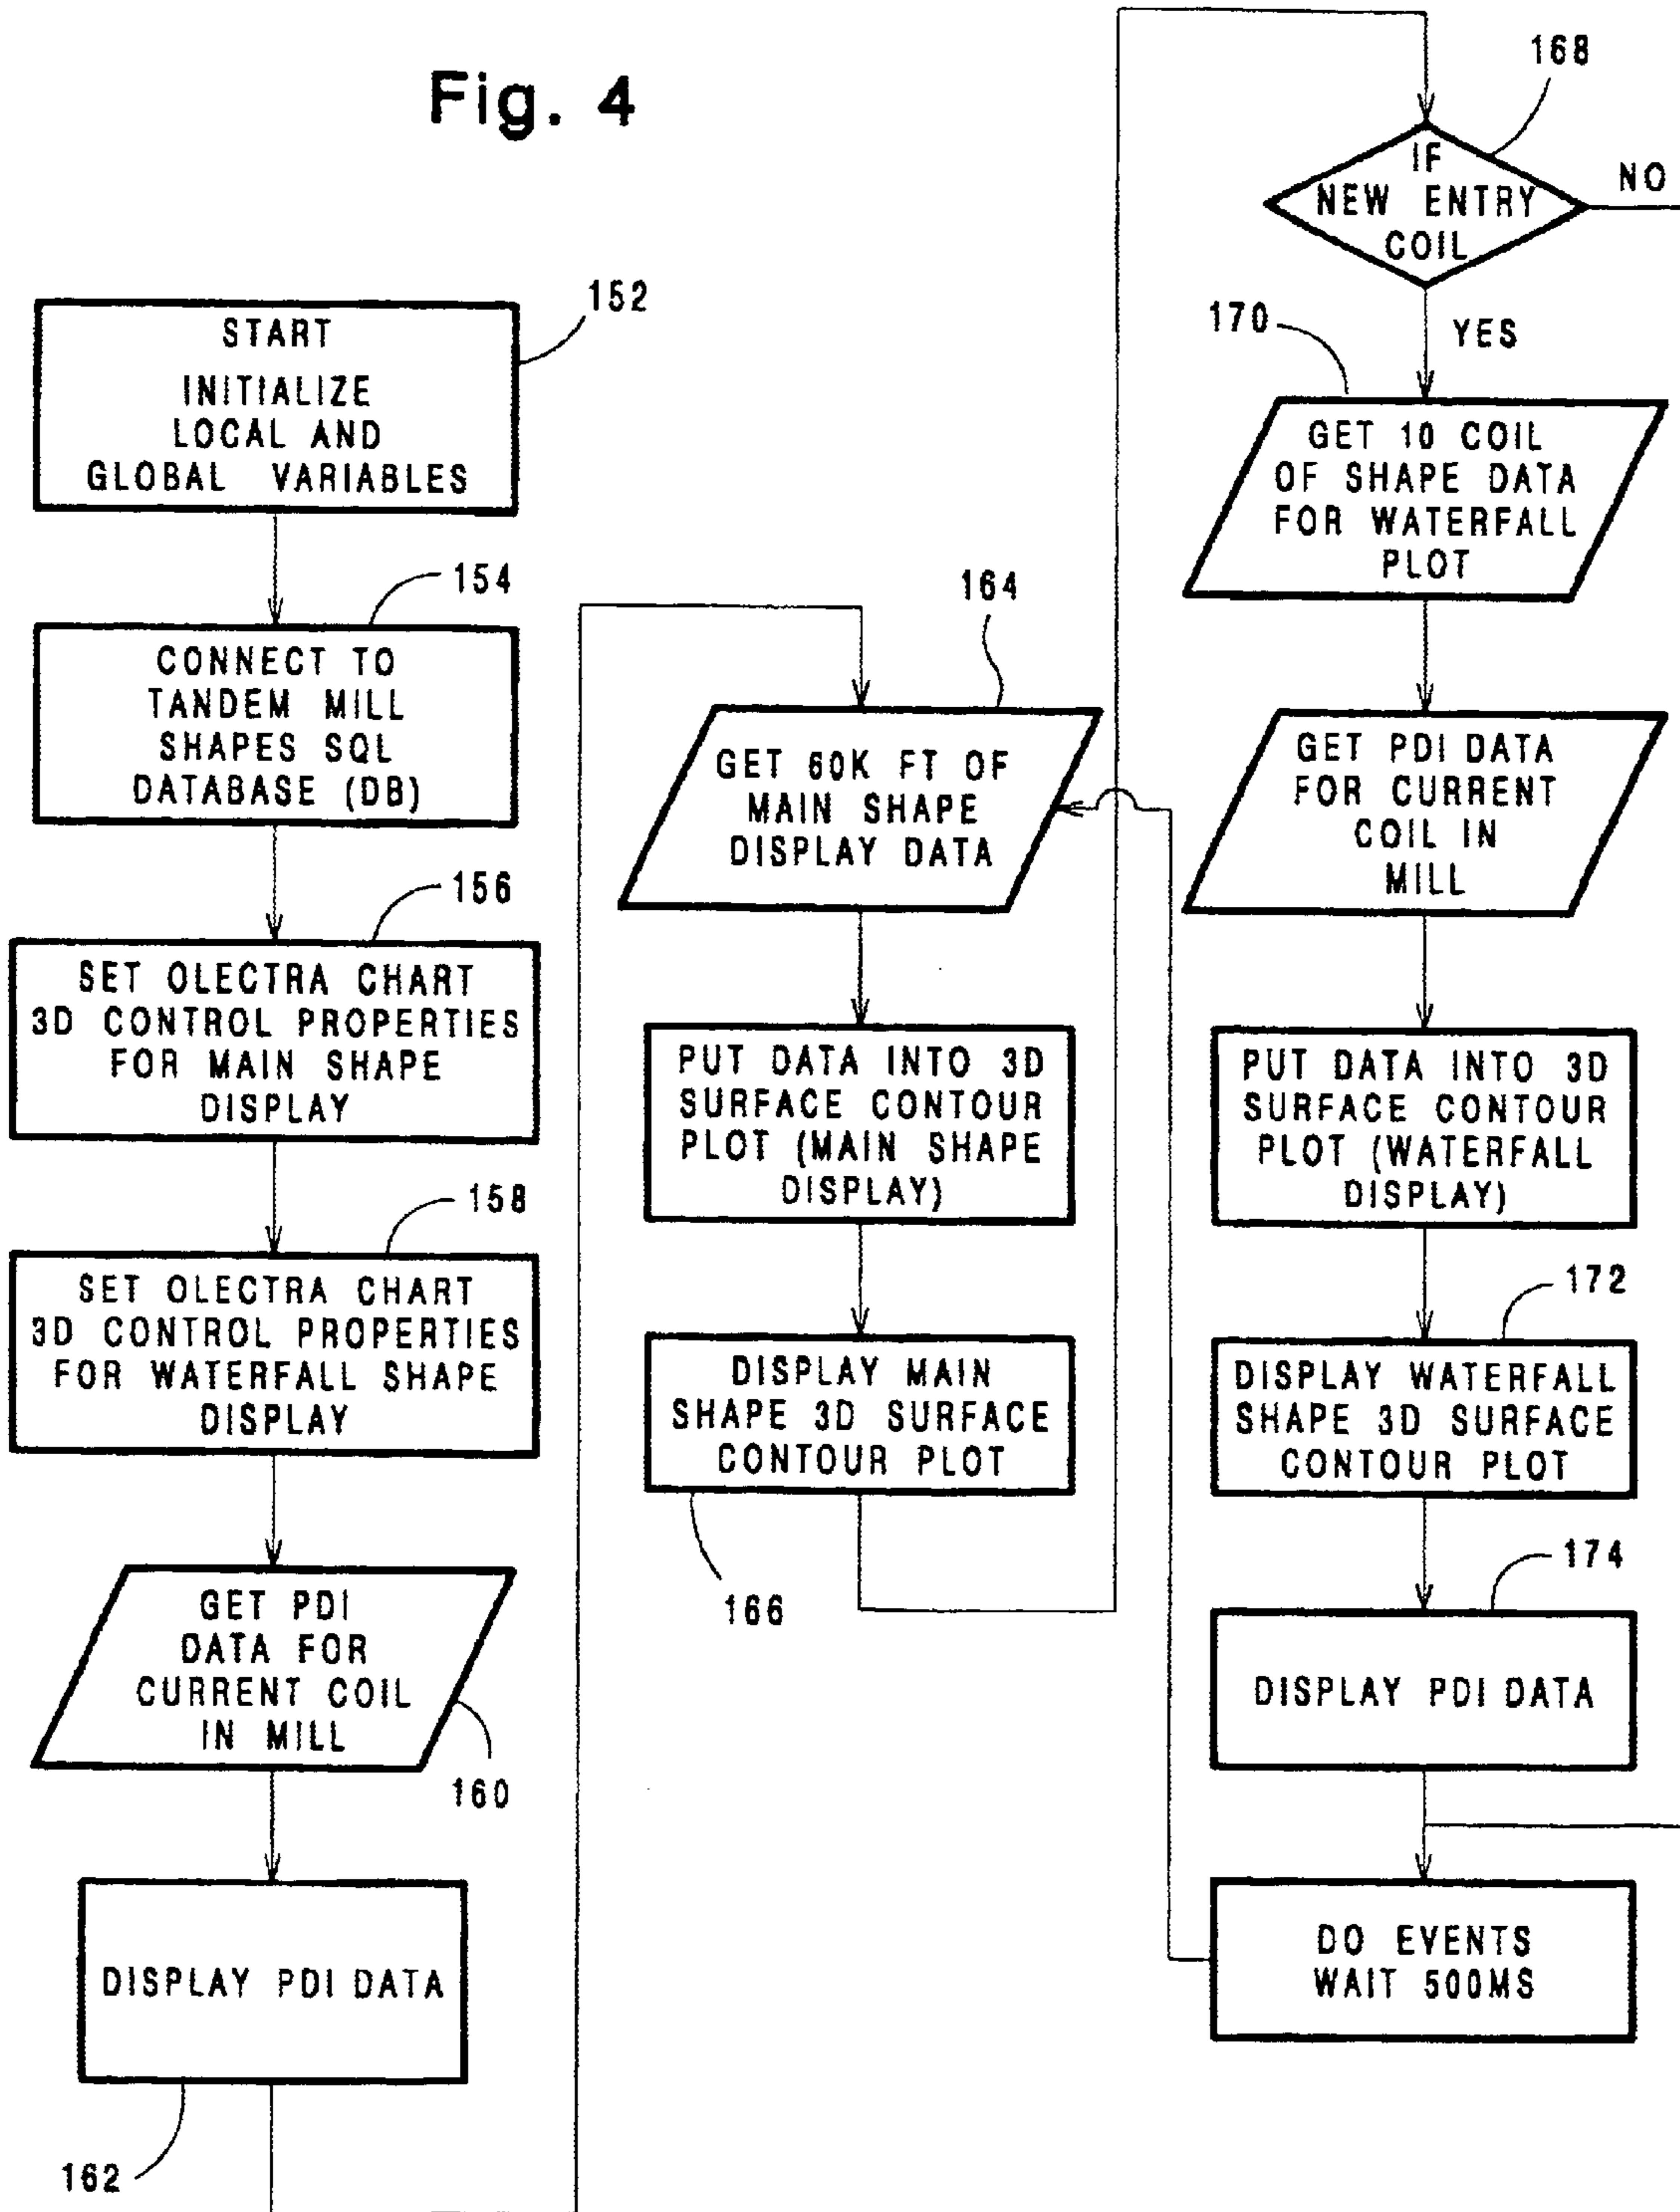 Fig. 4
START
INITIALIZE
LOCAL AND
GLOBAL VARIABLES
152
CONNECT TO
TANDEM MILL
SHAPES SQL
DATABASE (DB)
154
SET OLECTRA CHART
3D CONTROL PROPERTIES
FOR MAIN SHAPE
DISPLAY
156
SET OLECTRA CHART
3D CONTROL PROPERTIES
FOR WATERFALL SHAPE
DISPLAY
158
GET PDI
DATA FOR
CURRENT COIL
IN MILL
160
DISPLAY PDI DATA
162
GET 60K FT OF
MAIN SHAPE
DISPLAY DATA
164
PUT DATA INTO 3D
SURFACE CONTOUR
PLOT (MAIN SHAPE
DISPLAY)
DISPLAY MAIN
SHAPE 3D SURFACE
CONTOUR PLOT
166
IF
NEW ENTRY
COIL
168
NO
YES
170
GET 10 COIL
OF SHAPE DATA
FOR WATERFALL
PLOT
GET PDI DATA
FOR CURRENT
COIL IN
MILL
PUT DATA INTO 3D
SURFACE CONTOUR
PLOT (WATERFALL
DISPLAY)
172
DISPLAY WATERFALL
SHAPE 3D SURFACE
CONTOUR PLOT
174
DISPLAY PDI DATA
DO EVENTS
WAIT 500MS